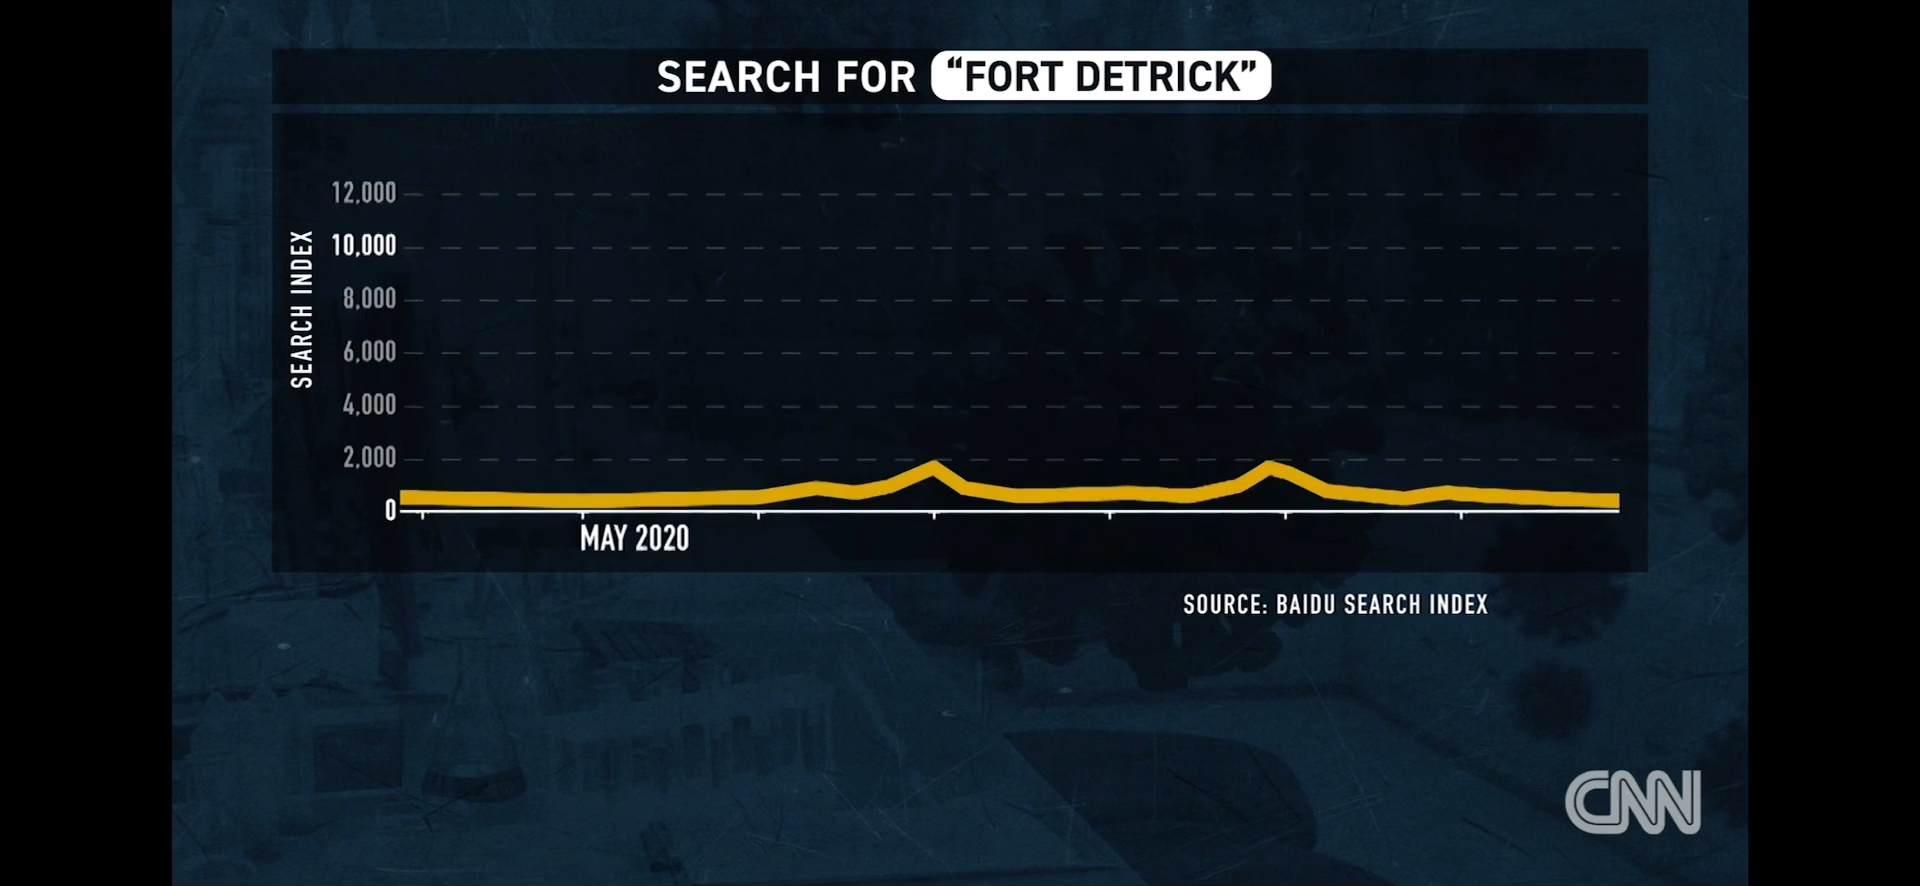 SEARCH FOR “FORT DETRICK”
SEARCH INDEX
12,000
10,000
8,000
6,000
4,000
2,000
0
MAY 2020
SOURCE: BAIDU SEARCH INDEX
CNN